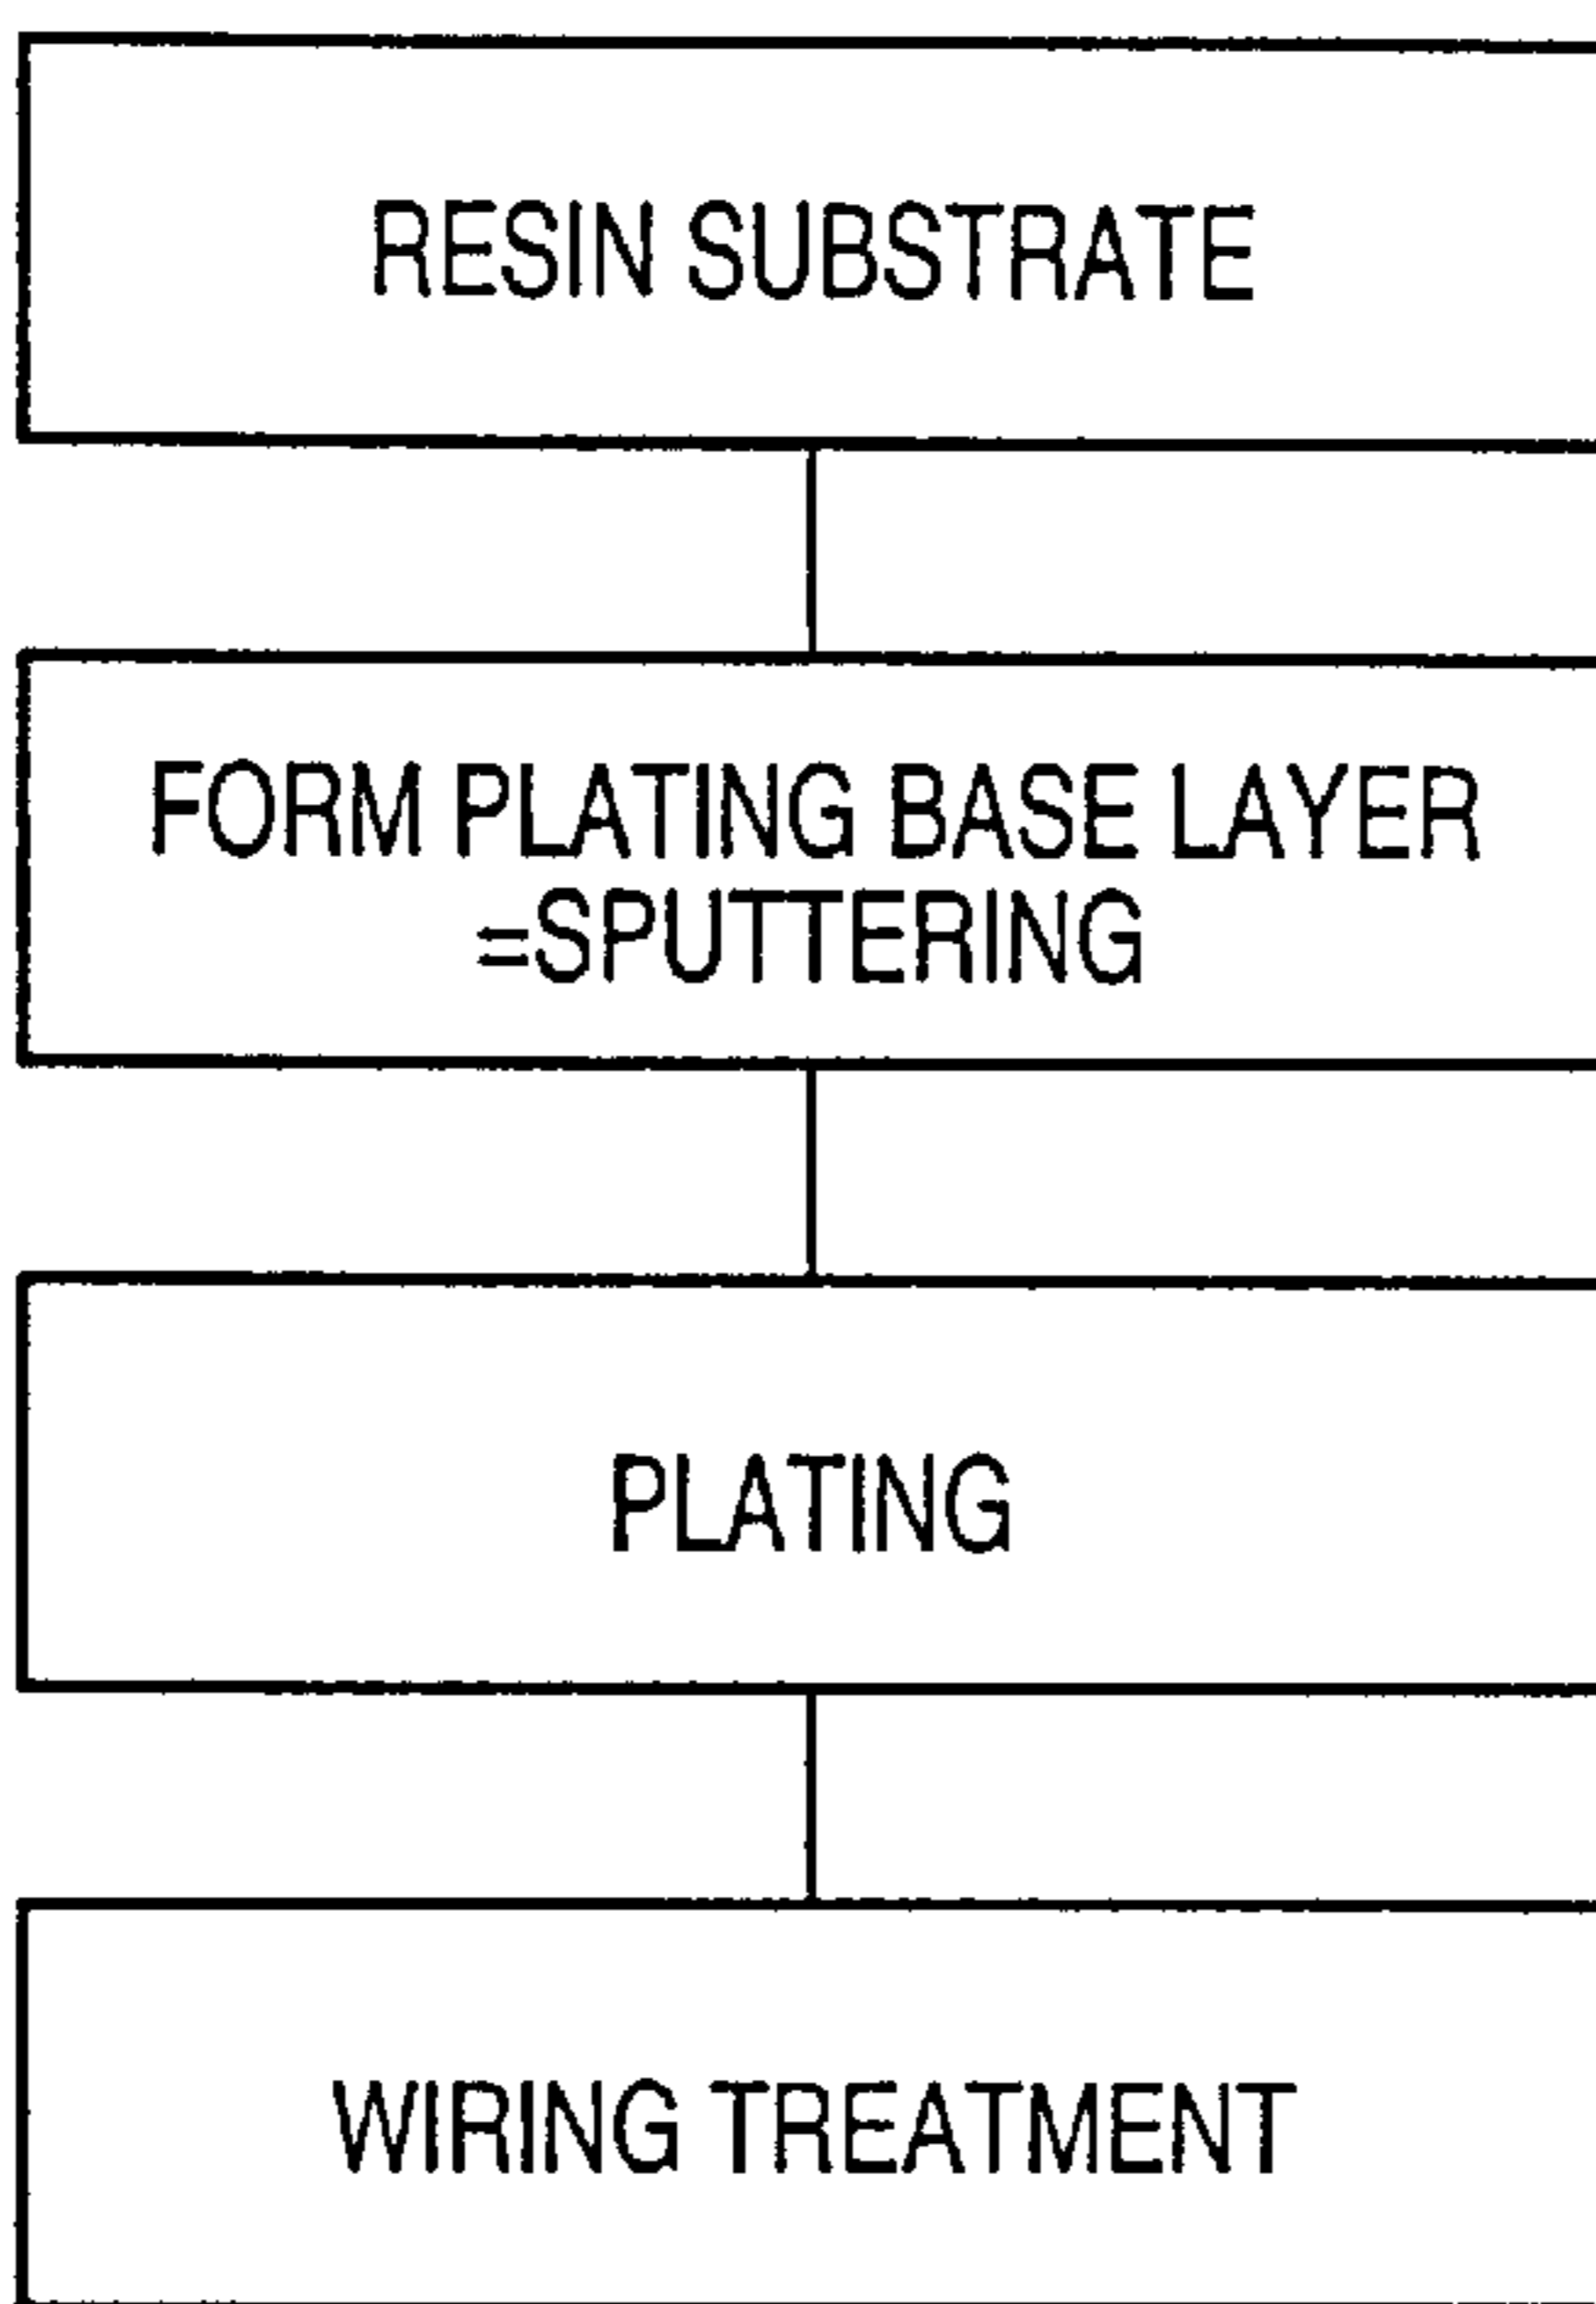 RESIN SUBSTRATE
FORM PLATING BASE LAYER
=SPUTTERING
PLATING
WIRING TREATMENT